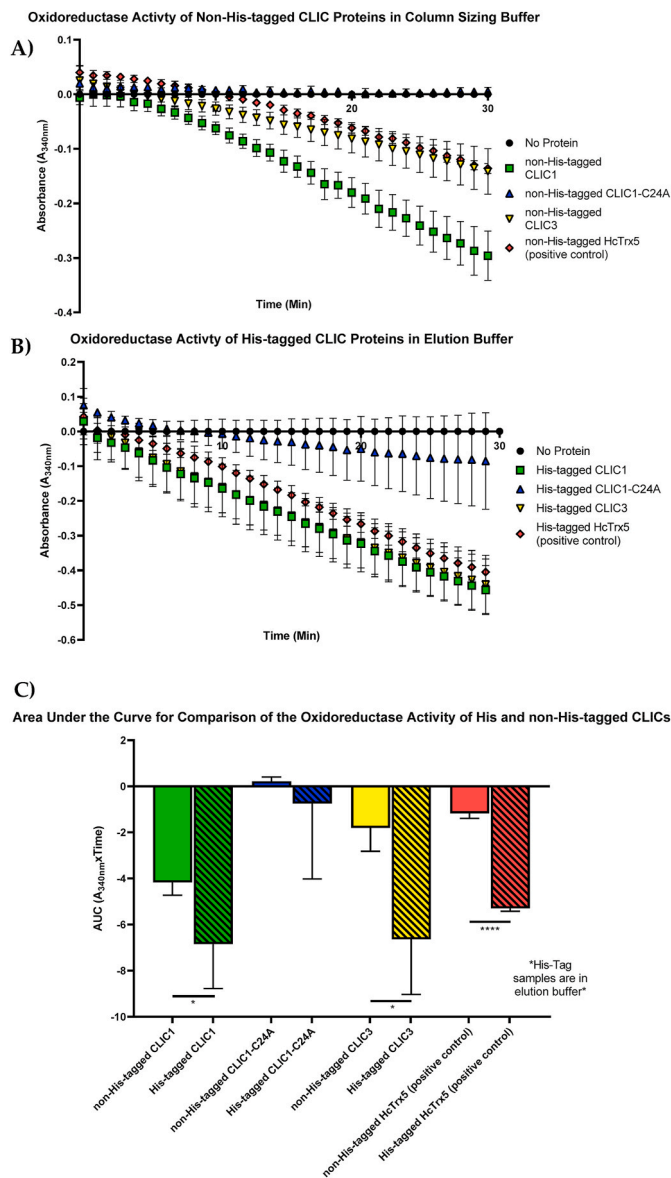 Oxidoreductase Activty of Non-His-tagged CLIC Proteins in Column Sizing Buffer
A)
0.1
0.0
-0.1
-0.2
-0.3
-0.4
10
20
30
Absorbance (A340nm)
Time (Min)
No Protein
non-His-tagged
CLIC1
non-His-tagged CLIC1-C24A
non-His-tagged
CLIC3
non-His-tagged HcTrx5
(positive control)
Oxidoreductase Activty of His-tagged CLIC Proteins in Elution Buffer
B)
0.2
0.1
0.0
-0.1
-0.2
-0.3
-0.4
-0.5
-0.6
10
20
30
Absorbance (A340nm)
Time (Min)
No Protein
His-tagged CLIC1
His-tagged CLIC1-C24A
His-tagged CLIC3
His-tagged HcTrx5
(positive control)
C)
Area Under the Curve for Comparison of the Oxidoreductase Activity of His and non-His-tagged CLICs
2
0
-2
-4
-6
-8
-10
AUC (A340nmxTime)
*
*
****
*His-Tag
samples are in
elution buffer*
non-His-tagged CLIC1
His-tagged CLIC1
non-His-tagged CLIC1-C24A
His-tagged CLIC1-C24A
non-His-tagged CLIC3
His-tagged CLIC3
non-His-tagged HcTrx5 (positive control)
His-tagged HcTrx5 (positive control)